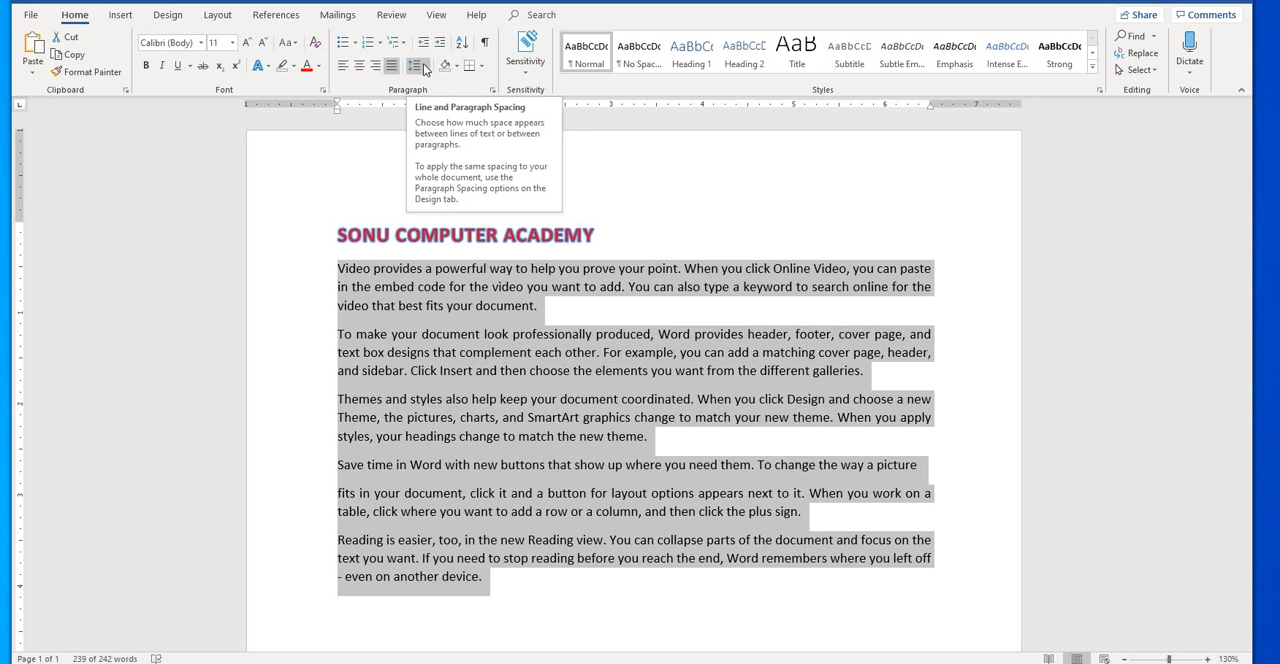 File Home Insert Design Layout References Mailings Review View Help Search Share Comments
Cut
Copy
Format Painter
Paste
Clipboard
Calibri (Body) 11 Aa
B I U ab x₂ x² A A
Font
Paragraph
Sensitivity
Sensitivity
AaBbCcDc AaBbCcDc AaBbCc AaBbCcD AaB AaBbCcD AaBbCcDc AaBbCcDc AaBbCcDc AaBbCcDc
¶ Normal ¶ No Spac... Heading 1 Heading 2 Title Subtitle Subtle Em... Emphasis Intense E... Strong
Styles
Find
Replace
Select
Editing
Dictate
Voice
Line and Paragraph Spacing
Choose how much space appears
between lines of text or between
paragraphs.
To apply the same spacing to your
whole document, use the
Paragraph Spacing options on the
Design tab.
SONU COMPUTER ACADEMY
Video provides a powerful way to help you prove your point. When you click Online Video, you can paste
in the embed code for the video you want to add. You can also type a keyword to search online for the
video that best fits your document.
To make your document look professionally produced, Word provides header, footer, cover page, and
text box designs that complement each other. For example, you can add a matching cover page, header,
and sidebar. Click Insert and then choose the elements you want from the different galleries.
Themes and styles also help keep your document coordinated. When you click Design and choose a new
Theme, the pictures, charts, and SmartArt graphics change to match your new theme. When you apply
styles, your headings change to match the new theme.
Save time in Word with new buttons that show up where you need them. To change the way a picture
fits in your document, click it and a button for layout options appears next to it. When you work on a
table, click where you want to add a row or a column, and then click the plus sign.
Reading is easier, too, in the new Reading view. You can collapse parts of the document and focus on the
text you want. If you need to stop reading before you reach the end, Word remembers where you left off
- even on another device.
Page 1 of 1 239 of 242 words 130%